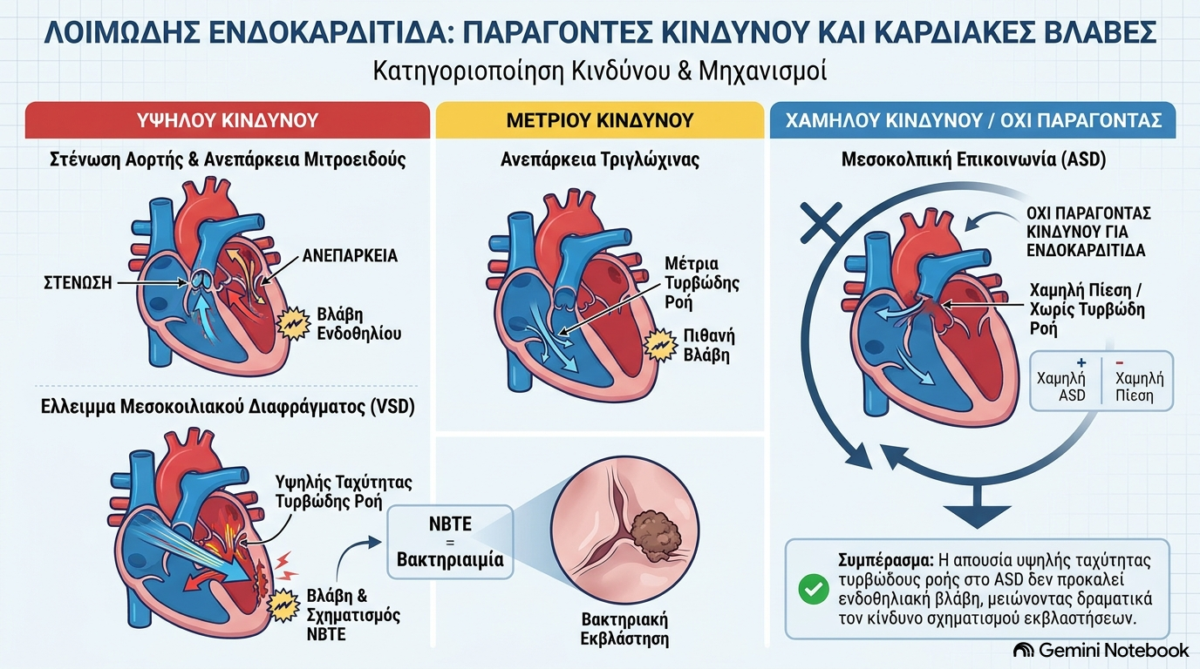 ΛΟΙΜΩΔΗΣ ΕΝΔΟΚΑΡΔΙΤΙΔΑ: ΠΑΡΑΓΟΝΤΕΣ ΚΙΝΔΥΝΟΥ ΚΑΙ ΚΑΡΔΙΑΚΕΣ ΒΛΑΒΕΣ
Κατηγοριοποίηση Κινδύνου & Μηχανισμοί
ΥΨΗΛΟΥ ΚΙΝΔΥΝΟΥ
Στένωση Αορτής & Ανεπάρκεια Μιτροειδούς
ΣΤΕΝΩΣΗ
ΑΝΕΠΑΡΚΕΙΑ
Βλάβη
Ενδοθηλίου
Ελλειμμα Μεσοκοιλιακού Διαφράγματος (VSD)
Υψηλής Ταχύτητας
Τυρβώδης Ροή
Βλάβη &
Σχηματισμός
NBTE
NBTE
=
Βακτηριαιμία
ΜΕΤΡΙΟΥ ΚΙΝΔΥΝΟΥ
Ανεπάρκεια Τριγλώχινας
Μέτρια
Τυρβώδης
Ροή
Πιθανή
Βλάβη
Βακτηριακή
Εκβλάστηση
ΧΑΜΗΛΟΥ ΚΙΝΔΥΝΟΥ / ΟΧΙ ΠΑΡΑΓΟΝΤΑΣ
Μεσοκολπική Επικοινωνία (ASD)
ΟΧΙ ΠΑΡΑΓΟΝΤΑΣ
ΚΙΝΔΥΝΟΥ ΓΙΑ
ΕΝΔΟΚΑΡΔΙΤΙΔΑ
Χαμηλή Πίεση /
Χωρίς Τυρβώδη
Ροή
+
Χαμηλή
ASD
−
Χαμηλή
Πίεση
Συμπέρασμα: Η απουσία υψηλής ταχύτητας
τυρβώδους ροής στο ASD δεν προκαλεί
ενδοθηλιακή βλάβη, μειώνοντας δραματικά
τον κίνδυνο σχηματισμού εκβλαστήσεων.
Gemini Notebook